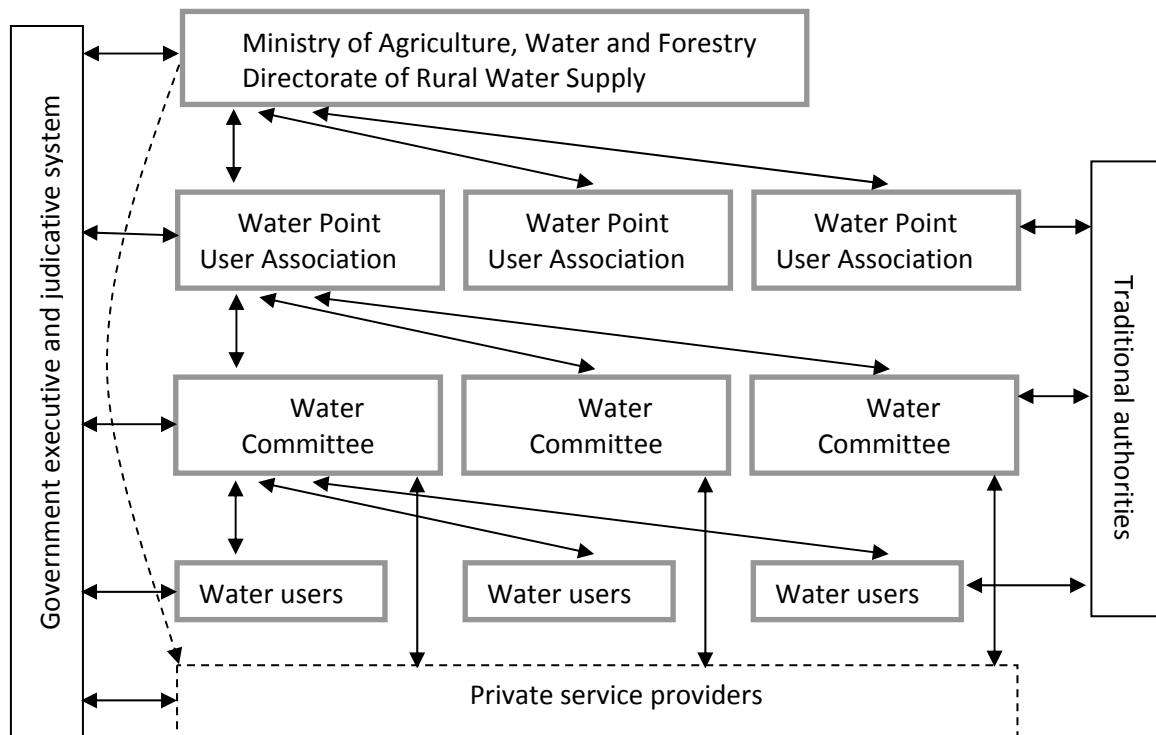 Government executive and judicative system
Ministry of Agriculture, Water and Forestry
Directorate of Rural Water Supply
Water Point
User Association
Water Point
User Association
Water Point
User Association
Traditional authorities
Water
Committee
Water
Committee
Water
Committee
Water users
Water users
Water users
Private service providers